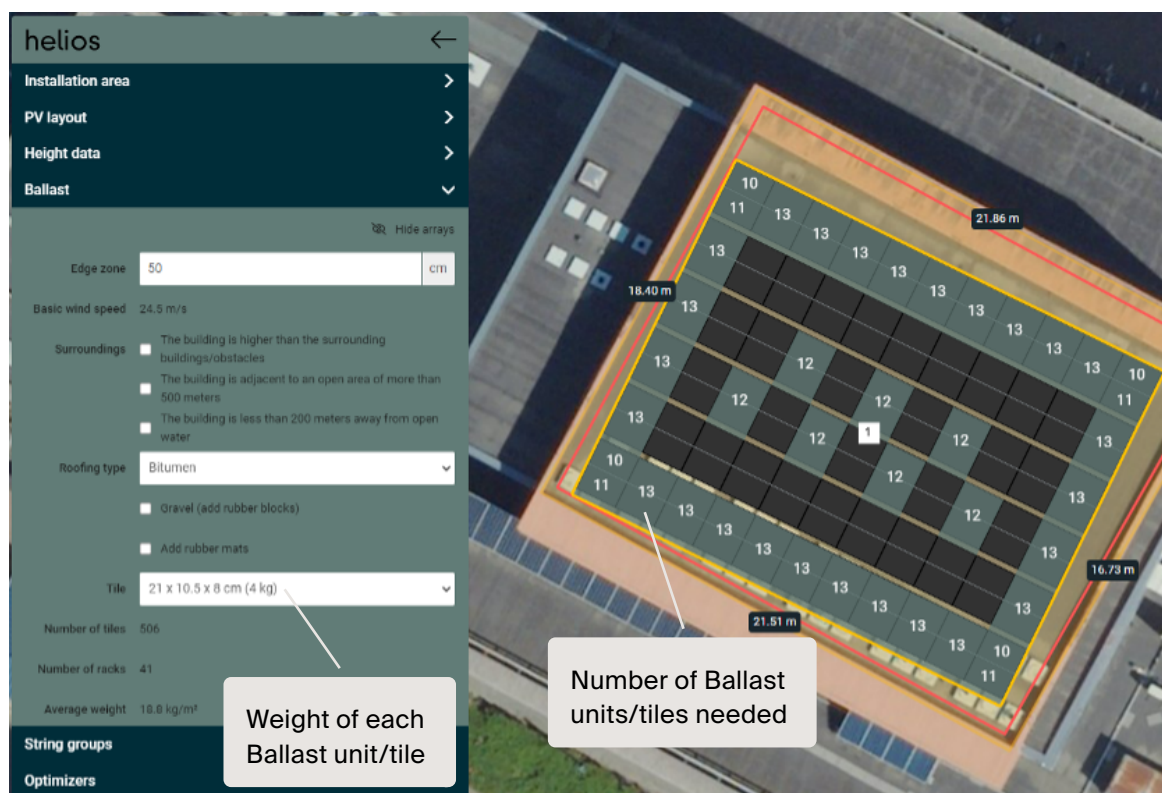 helios
Installation area
PV layout
Height data
Ballast
Hide arrays
Edge zone 50 cm
Basic wind speed 24.5 m/s
Surroundings
The building is higher than the surrounding
buildings/obstacles
The building is adjacent to an open area of more than
500 meters
The building is less than 200 meters away from open
water
Roofing type Bitumen
Gravel (add rubber blocks)
Add rubber mats
Tile 21 x 10.5 x 8 cm (4 kg)
Number of tiles 506
Number of racks 41
Average weight 18.8 kg/m²
String groups
Optimizers
Weight of each
Ballast unit/tile
Number of Ballast
units/tiles needed
21.86 m
18.40 m
16.73 m
21.51 m
10
11 13 13 13 13 13 13 13 13 13 10
11
13
13
13
13
12 12
12 12
12 1 12
12
13
13
13
13
10
11 13 13 13 13 13 13 13 13 13 10
11